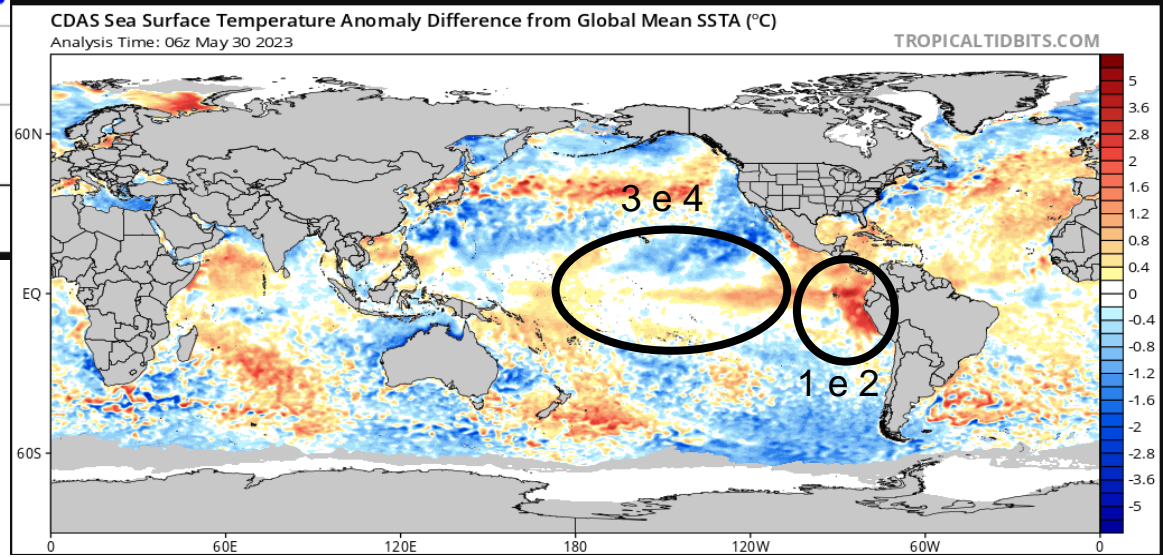 CDAS Sea Surface Temperature Anomaly Difference from Global Mean SSTA (°C)
Analysis Time: 06z May 30 2023
TROPICALTIDBITS.COM
60N
EQ
60S
3 e 4
1 e 2
5
3.6
2.8
2
1.6
1.2
0.8
0.4
0
-0.4
-0.8
-1.2
-1.6
-2
-2.8
-3.6
-5
0
60E
120E
180
120W
60W
0